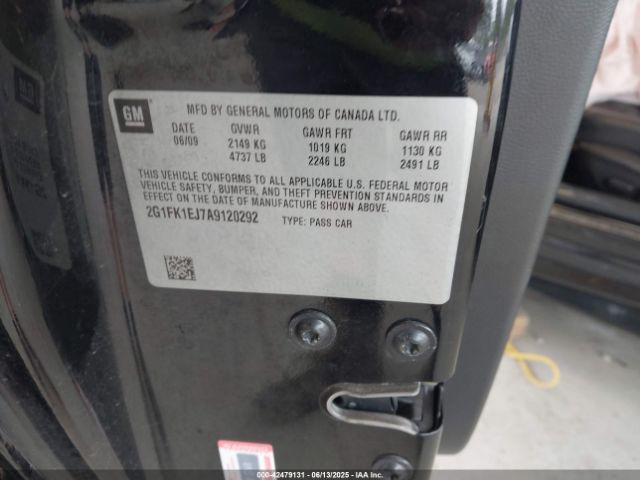 GM
MFD BY GENERAL MOTORS OF CANADA LTD.
DATE GVWR GAWR FRT GAWR RR
06/09 2149 KG 1019 KG 1130 KG
4737 LB 2246 LB 2491 LB
THIS VEHICLE CONFORMS TO ALL APPLICABLE U.S. FEDERAL MOTOR
VEHICLE SAFETY, BUMPER, AND THEFT PREVENTION STANDARDS IN
EFFECT ON THE DATE OF MANUFACTURE SHOWN ABOVE.
2G1FK1EJ7A9120292 TYPE: PASS CAR
000-42479131 - 06/13/2025 - IAAI.com